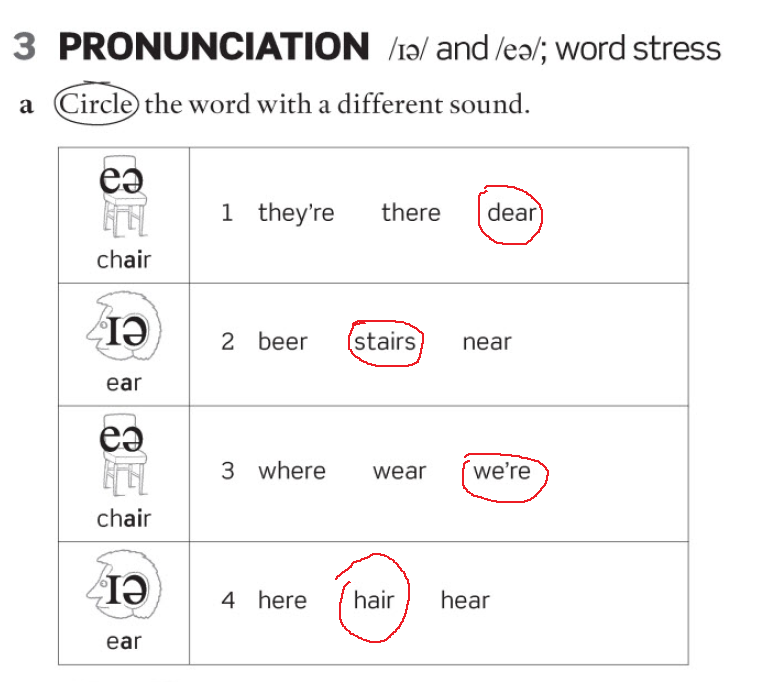 3 PRONUNCIATION /ɪə/ and /eə/; word stress
a Circle the word with a different sound.
eə
chair
1 they're there dear
ɪə
ear
2 beer stairs near
eə
chair
3 where wear we're
ɪə
ear
4 here hair hear